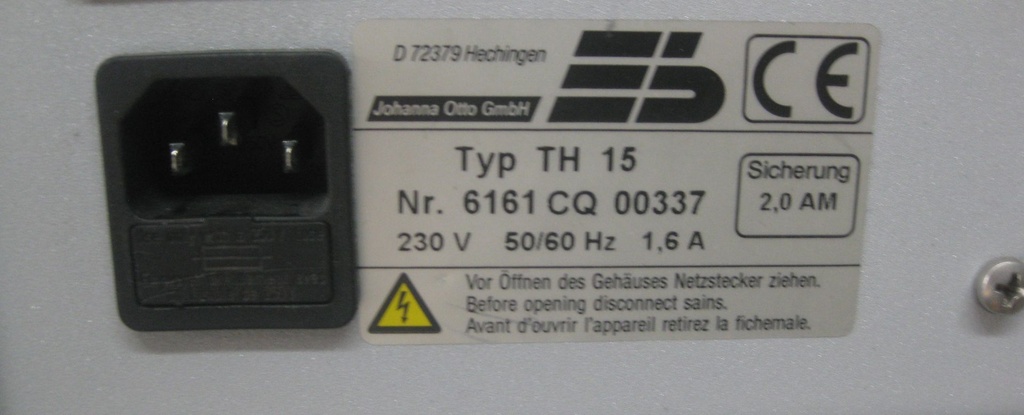 D 72379 Hechingen
Johanna Otto GmbH
CE
Typ TH 15
Nr. 6161 CQ 00337
230 V 50/60 Hz 1,6 A
Sicherung
2,0 AM
Vor Öffnen des Gehäuses Netzstecker ziehen.
Before opening disconnect sains.
Avant d'ouvrir l'appareil retirez la fichemale.